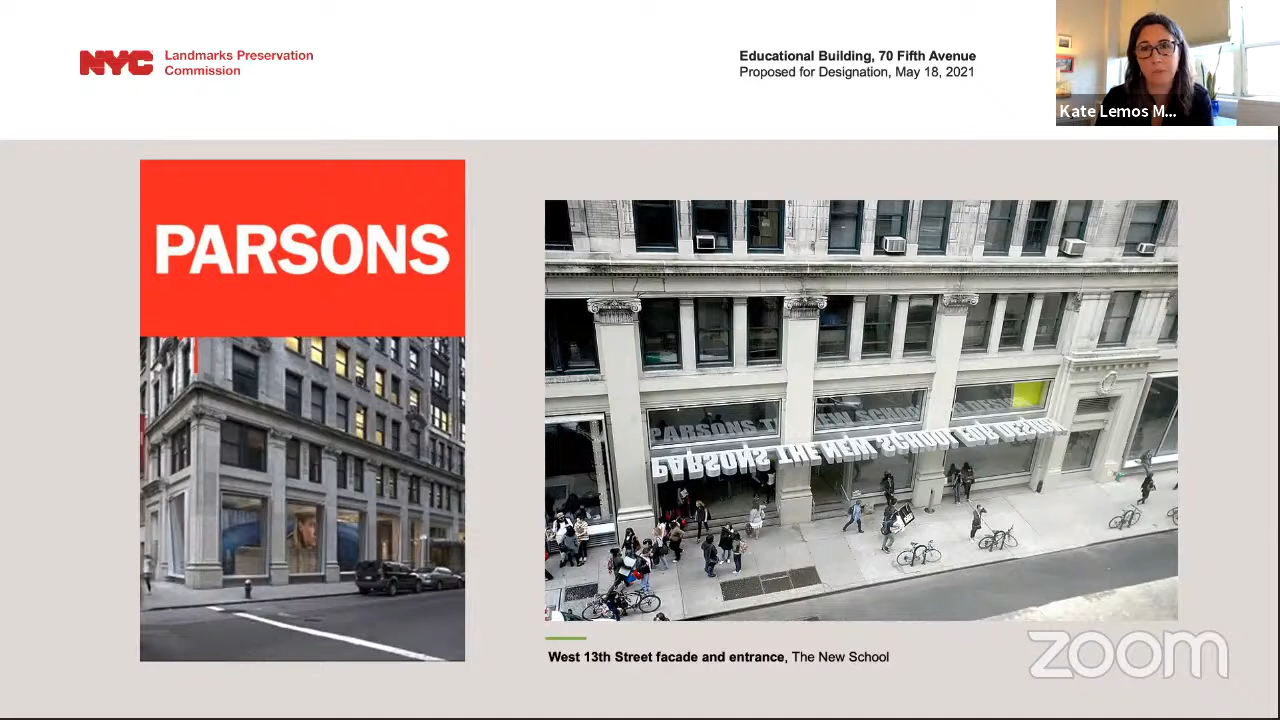 NYC
Landmarks Preservation
Commission
Educational Building, 70 Fifth Avenue
Proposed for Designation, May 18, 2021
Kate Lemos M...
PARSONS
PARSONS THE NEW SCHOOL FOR DESIGN
West 13th Street facade and entrance, The New School
zoom